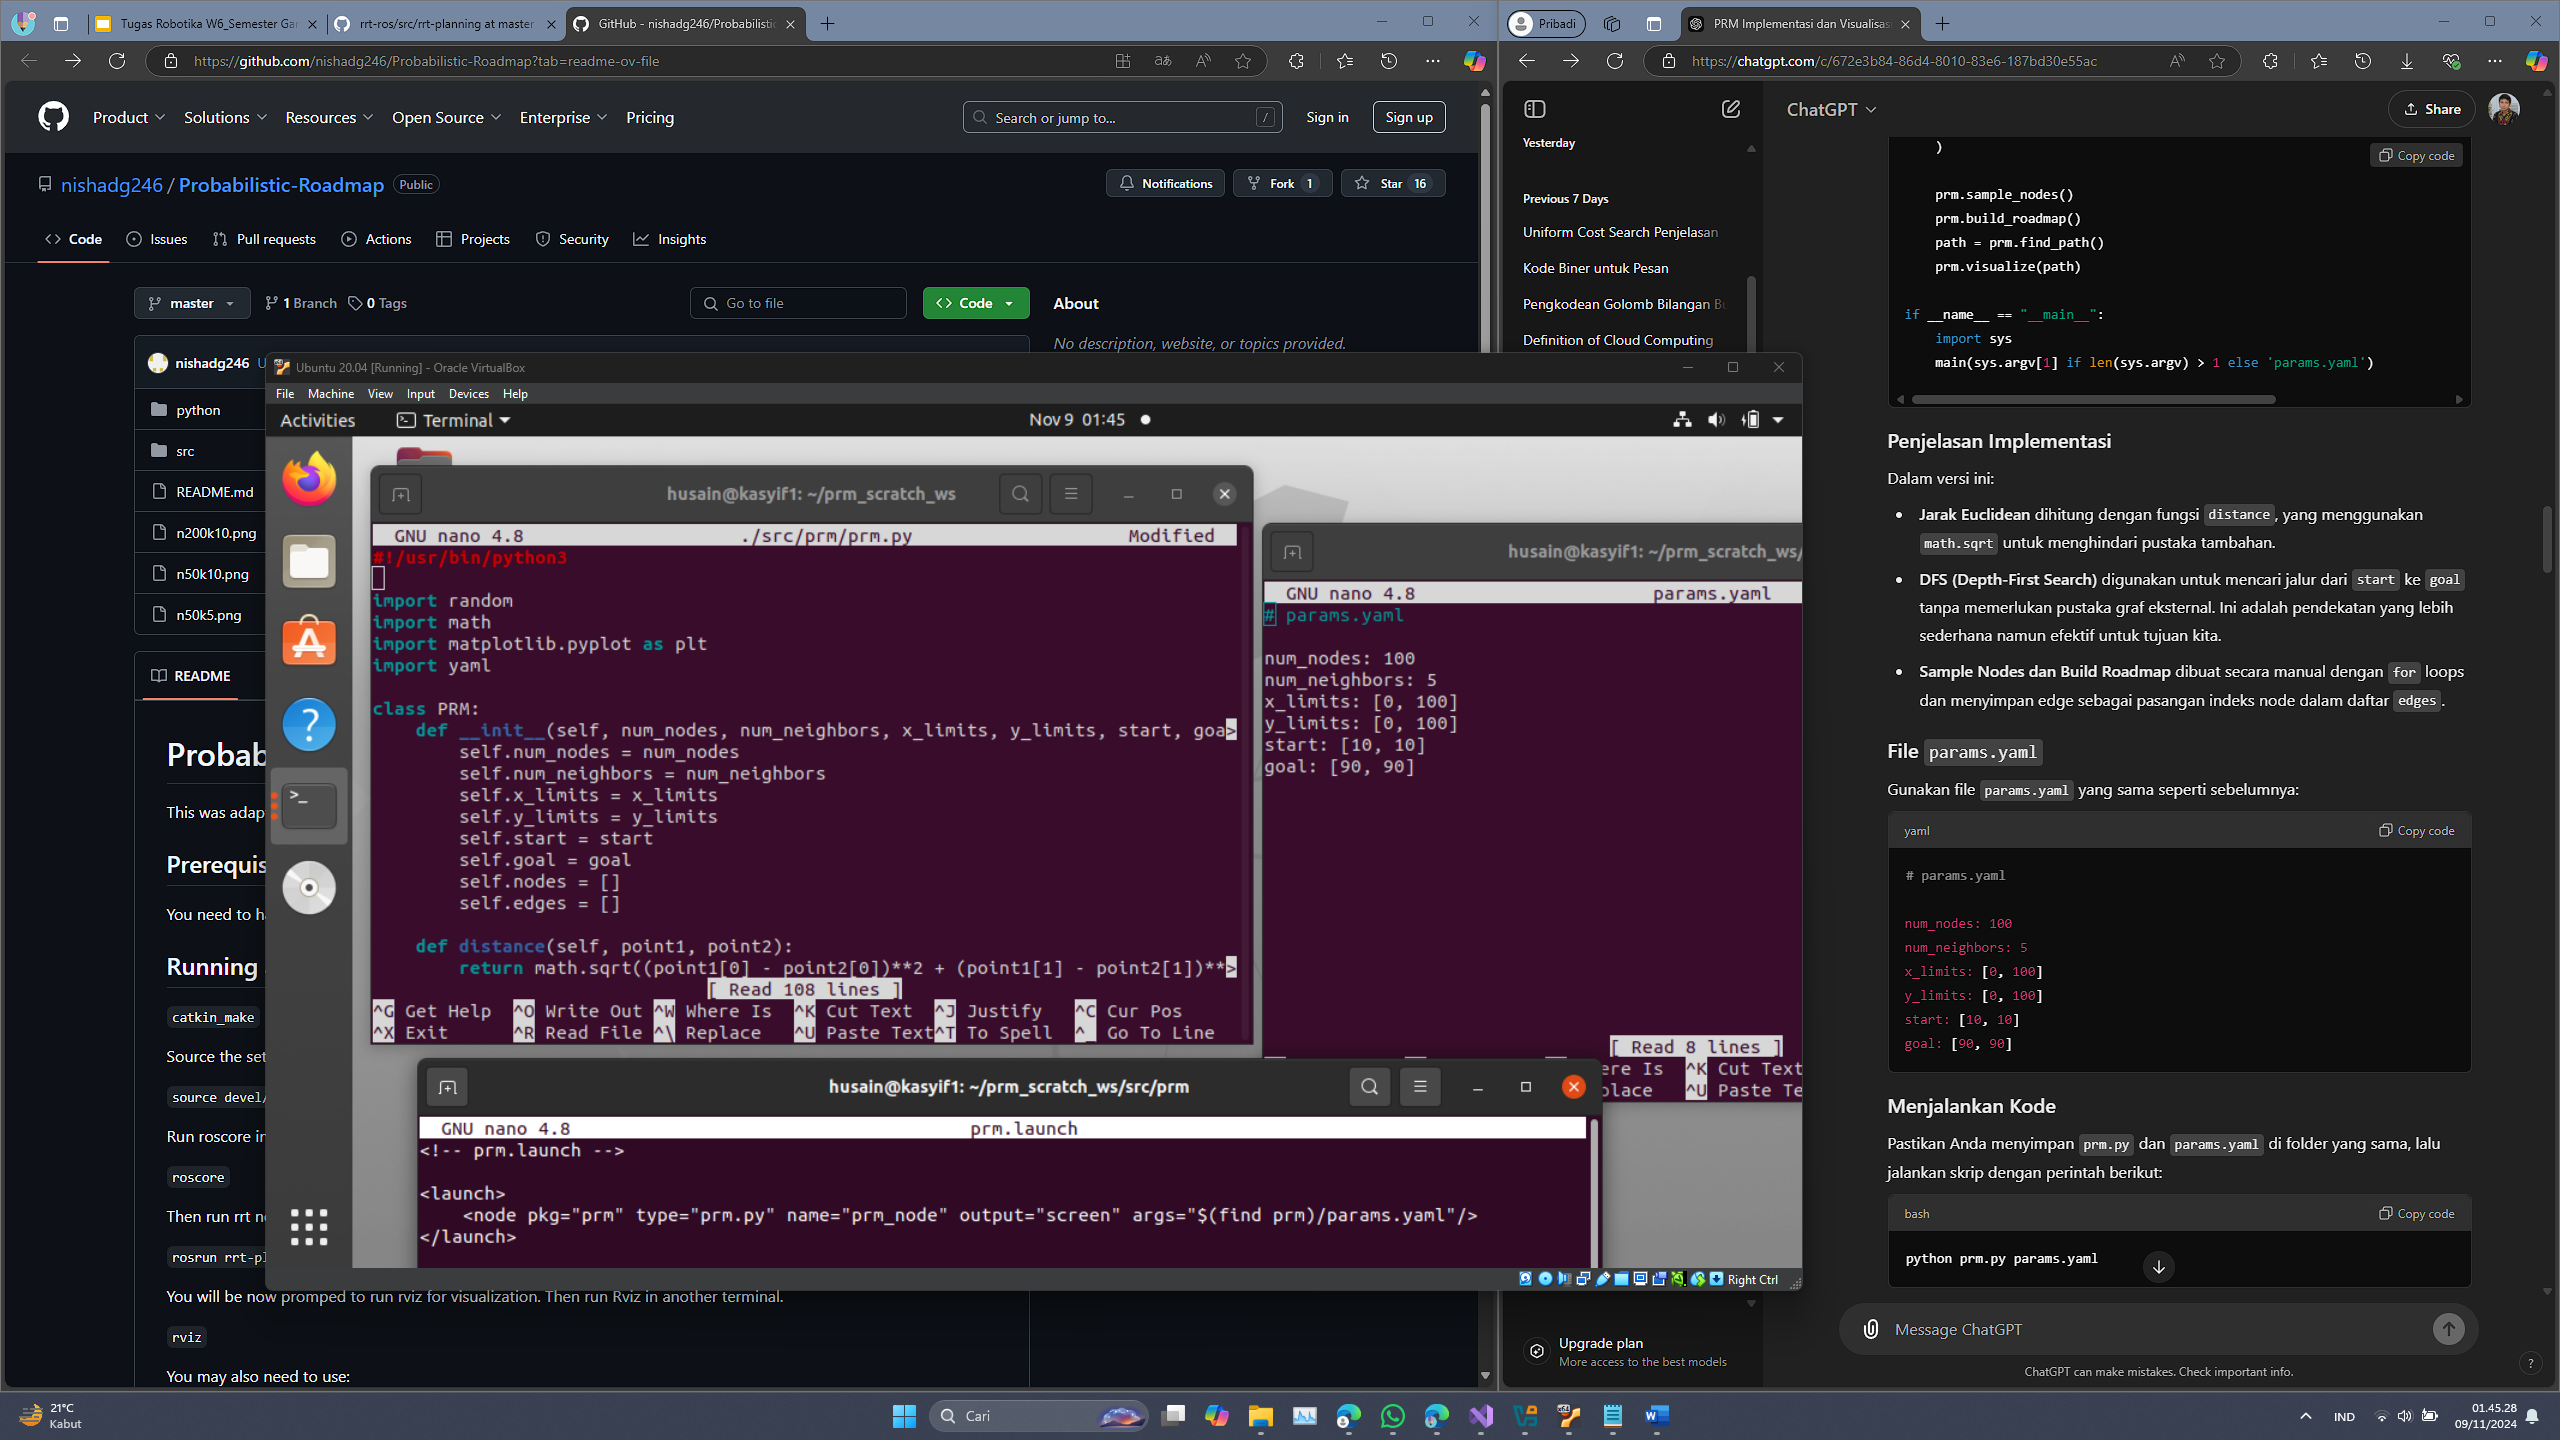 Tugas Robotika W6_Semester Ga
rrt-ros/src/rrt-planning at master
GitHub - nishadg246/Probabilistic
https://github.com/nishadg246/Probabilistic-Roadmap?tab=readme-ov-file
Product
Solutions
Resources
Open Source
Enterprise
Pricing
Search or jump to...
/
Sign in
Sign up
nishadg246 / Probabilistic-Roadmap
Public
Notifications
Fork 1
Star 16
Code
Issues
Pull requests
Actions
Projects
Security
Insights
master
1 Branch
0 Tags
Go to file
Code
About
No description, website, or topics provided.
nishadg246 U
python
src
README.md
n200k10.png
n50k10.png
n50k5.png
README
Probab
This was adap
Prerequis
You need to ha
Running
catkin_make
Source the set
source devel/
Run roscore in
roscore
Then run rrt n
rosrun rrt-pl
You will be now promped to run rviz for visualization. Then run Rviz in another terminal.
rviz
You may also need to use:
Ubuntu 20.04 [Running] - Oracle VirtualBox
File Machine View Input Devices Help
Activities
Terminal
Nov 9 01:45
husain@kasyif1: ~/prm_scratch_ws
GNU nano 4.8 ./src/prm/prm.py Modified
#!/usr/bin/python3
import random
import math
import matplotlib.pyplot as plt
import yaml
class PRM:
def __init__(self, num_nodes, num_neighbors, x_limits, y_limits, start, goa>
self.num_nodes = num_nodes
self.num_neighbors = num_neighbors
self.x_limits = x_limits
self.y_limits = y_limits
self.start = start
self.goal = goal
self.nodes = []
self.edges = []
def distance(self, point1, point2):
return math.sqrt((point1[0] - point2[0])**2 + (point1[1] - point2[1])**>
[ Read 108 lines ]
^G Get Help ^O Write Out ^W Where Is ^K Cut Text ^J Justify ^C Cur Pos
^X Exit ^R Read File ^\ Replace ^U Paste Text^T To Spell ^_ Go To Line
husain@kasyif1: ~/prm_scratch_ws/
GNU nano 4.8 params.yaml
# params.yaml
num_nodes: 100
num_neighbors: 5
x_limits: [0, 100]
y_limits: [0, 100]
start: [10, 10]
goal: [90, 90]
[ Read 8 lines ]
ere Is ^K Cut Text
place ^U Paste Te
husain@kasyif1: ~/prm_scratch_ws/src/prm
GNU nano 4.8 prm.launch
<!-- prm.launch -->
<launch>
<node pkg="prm" type="prm.py" name="prm_node" output="screen" args="$(find prm)/params.yaml"/>
</launch>
Right Ctrl
Pribadi
PRM Implementasi dan Visualisas
https://chatgpt.com/c/672e3b84-86d4-8010-83e6-187bd30e55ac
ChatGPT
Share
Yesterday
Previous 7 Days
Uniform Cost Search Penjelasan
Kode Biner untuk Pesan
Pengkodean Golomb Bilangan Bu
Definition of Cloud Computing
Upgrade plan
More access to the best models
)
Copy code
prm.sample_nodes()
prm.build_roadmap()
path = prm.find_path()
prm.visualize(path)
if __name__ == "__main__":
import sys
main(sys.argv[1] if len(sys.argv) > 1 else 'params.yaml')
Penjelasan Implementasi
Dalam versi ini:
• Jarak Euclidean dihitung dengan fungsi distance, yang menggunakan
math.sqrt untuk menghindari pustaka tambahan.
• DFS (Depth-First Search) digunakan untuk mencari jalur dari start ke goal
tanpa memerlukan pustaka graf eksternal. Ini adalah pendekatan yang lebih
sederhana namun efektif untuk tujuan kita.
• Sample Nodes dan Build Roadmap dibuat secara manual dengan for loops
dan menyimpan edge sebagai pasangan indeks node dalam daftar edges.
File params.yaml
Gunakan file params.yaml yang sama seperti sebelumnya:
yaml
Copy code
# params.yaml
num_nodes: 100
num_neighbors: 5
x_limits: [0, 100]
y_limits: [0, 100]
start: [10, 10]
goal: [90, 90]
Menjalankan Kode
Pastikan Anda menyimpan prm.py dan params.yaml di folder yang sama, lalu
jalankan skrip dengan perintah berikut:
bash
Copy code
python prm.py params.yaml
Message ChatGPT
ChatGPT can make mistakes. Check important info.
?
21°C
Kabut
Cari
IND
01.45.28
09/11/2024